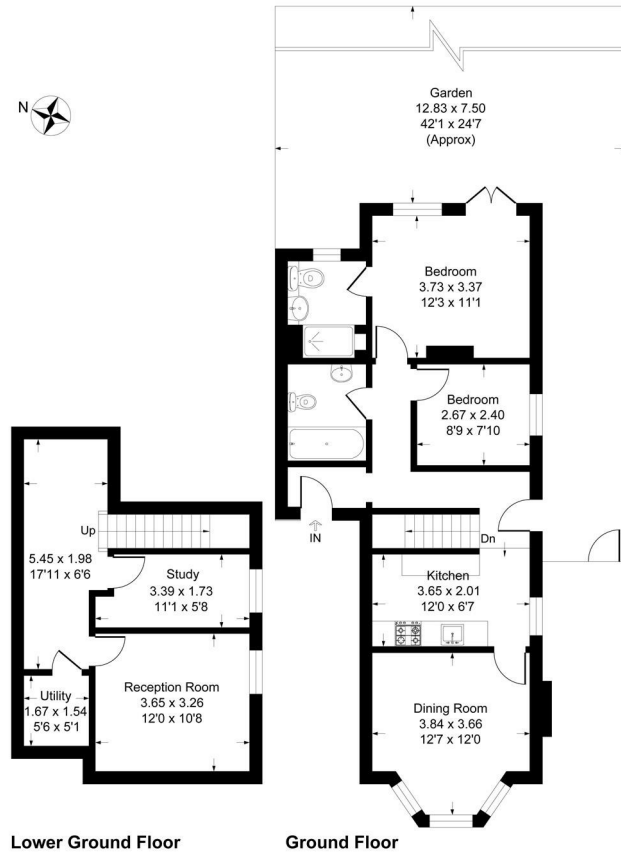 N
Garden
12.83 x 7.50
42'1 x 24'7
(Approx)
Bedroom
3.73 x 3.37
12'3 x 11'1
Bedroom
2.67 x 2.40
8'9 x 7'10
IN
Dn
Kitchen
3.65 x 2.01
12'0 x 6'7
Dining Room
3.84 x 3.66
12'7 x 12'0
Up
5.45 x 1.98
17'11 x 6'6
Study
3.39 x 1.73
11'1 x 5'8
Reception Room
3.65 x 3.26
12'0 x 10'8
Utility
1.67 x 1.54
5'6 x 5'1
Lower Ground Floor
Ground Floor